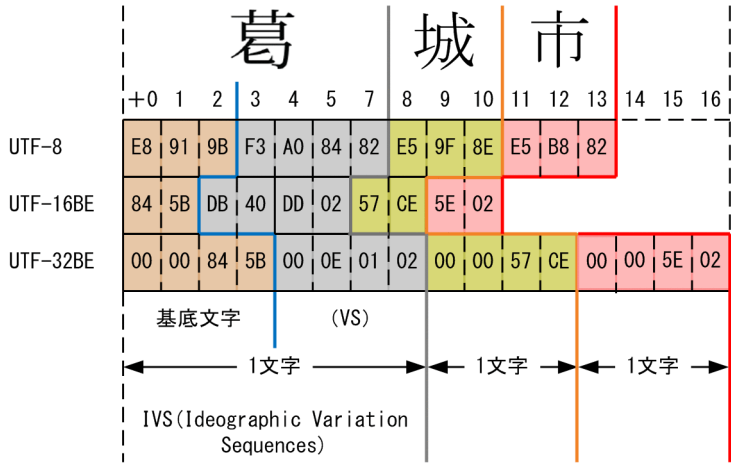 葛 城 市
+0 1 2 3 4 5 7 8 9 10 11 12 13 14 15 16
UTF-8 E8 91 9B F3 A0 84 82 E5 9F 8E E5 B8 82
UTF-16BE 84 5B DB 40 DD 02 57 CE 5E 02
UTF-32BE 00 00 84 5B 00 0E 01 02 00 00 57 CE 00 00 5E 02
基底文字 (VS)
1文字 1文字 1文字
IVS(Ideographic Variation
Sequences)